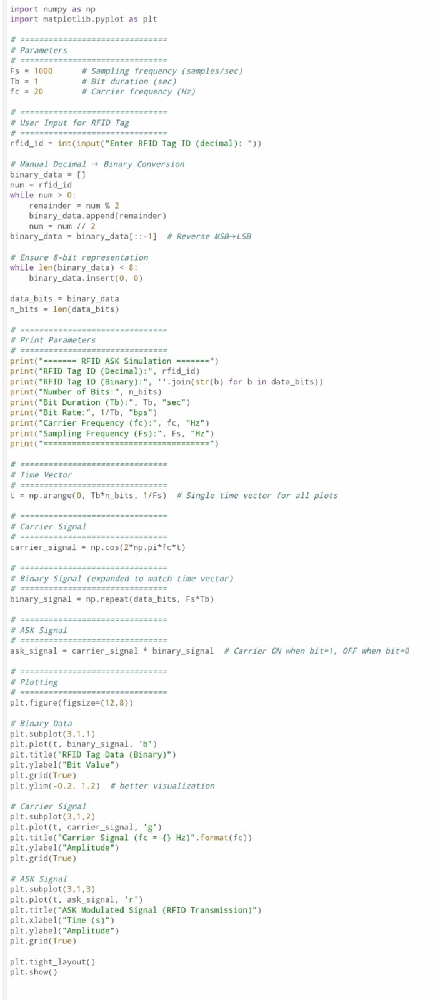 import numpy as np
import matplotlib.pyplot as plt
# ===============================
# Parameters
# ===============================
Fs = 1000      # Sampling frequency (samples/sec)
Tb = 1         # Bit duration (sec)
fc = 20        # Carrier frequency (Hz)
# ===============================
# User Input for RFID Tag
# ===============================
rfid_id = int(input("Enter RFID Tag ID (decimal): "))
# Manual Decimal → Binary Conversion
binary_data = []
num = rfid_id
while num > 0:
    remainder = num % 2
    binary_data.append(remainder)
    num = num // 2
binary_data = binary_data[::-1]  # Reverse MSB→LSB
# Ensure 8-bit representation
while len(binary_data) < 8:
    binary_data.insert(0, 0)
data_bits = binary_data
n_bits = len(data_bits)
# ===============================
# Print Parameters
# ===============================
print("======= RFID ASK Simulation =======")
print("RFID Tag ID (Decimal):", rfid_id)
print("RFID Tag ID (Binary):", ''.join(str(b) for b in data_bits))
print("Number of Bits:", n_bits)
print("Bit Duration (Tb):", Tb, "sec")
print("Bit Rate:", 1/Tb, "bps")
print("Carrier Frequency (fc):", fc, "Hz")
print("Sampling Frequency (Fs):", Fs, "Hz")
print("===================================")
# ===============================
# Time Vector
# ===============================
t = np.arange(0, Tb*n_bits, 1/Fs)  # Single time vector for all plots
# ===============================
# Carrier Signal
# ===============================
carrier_signal = np.cos(2*np.pi*fc*t)
# ===============================
# Binary Signal (expanded to match time vector)
# ===============================
binary_signal = np.repeat(data_bits, Fs*Tb)
# ===============================
# ASK Signal
# ===============================
ask_signal = carrier_signal * binary_signal  # Carrier ON when bit=1, OFF when bit=0
# ===============================
# Plotting
# ===============================
plt.figure(figsize=(12,8))
# Binary Data
plt.subplot(3,1,1)
plt.plot(t, binary_signal, 'b')
plt.title("RFID Tag Data (Binary)")
plt.ylabel("Bit Value")
plt.grid(True)
plt.ylim(-0.2, 1.2)  # better visualization
# Carrier Signal
plt.subplot(3,1,2)
plt.plot(t, carrier_signal, 'g')
plt.title("Carrier Signal (fc = {} Hz)".format(fc))
plt.ylabel("Amplitude")
plt.grid(True)
# ASK Signal
plt.subplot(3,1,3)
plt.plot(t, ask_signal, 'r')
plt.title("ASK Modulated Signal (RFID Transmission)")
plt.xlabel("Time (s)")
plt.ylabel("Amplitude")
plt.grid(True)
plt.tight_layout()
plt.show()